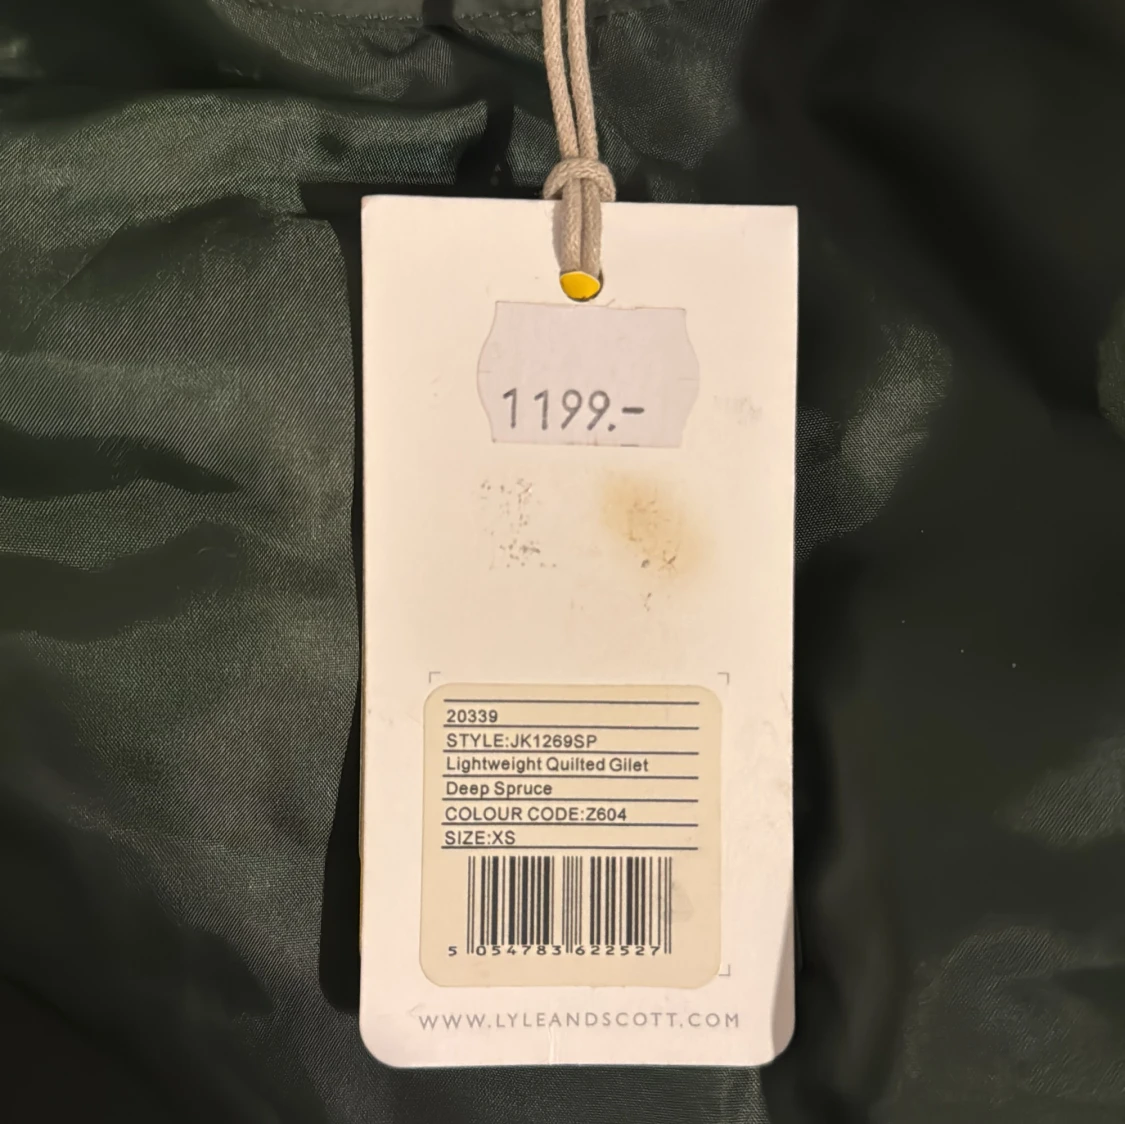 1199.-
20339
STYLE:JK1269SP
Lightweight Quilted Gilet
Deep Spruce
COLOUR CODE:Z604
SIZE:XS
5 054783 622527
WWW.LYLEANDSCOTT.COM